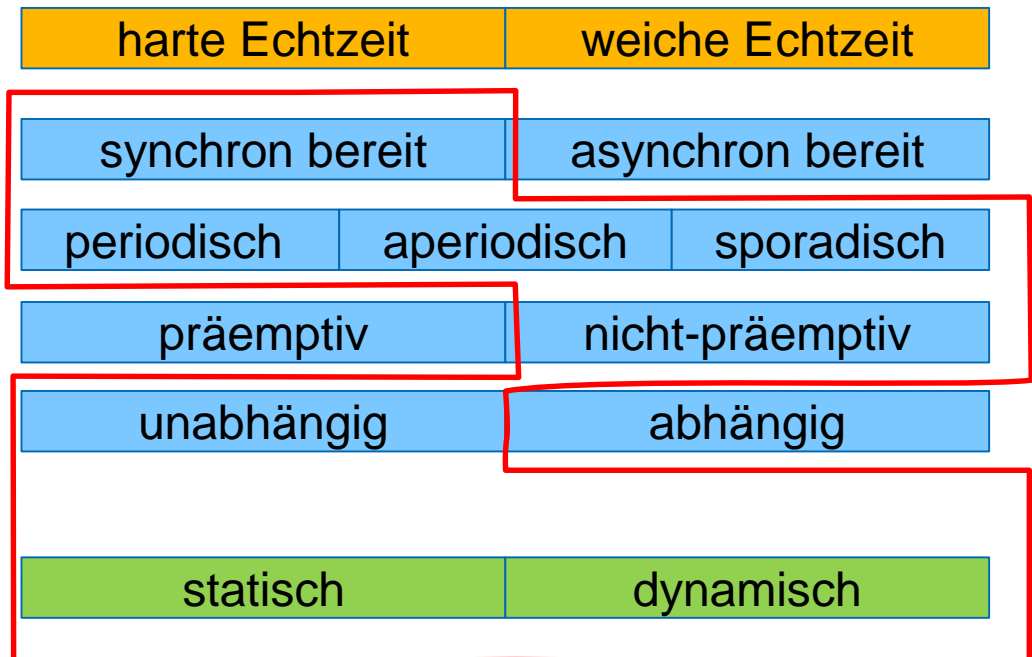 harte Echtzeit weiche Echtzeit
synchron bereit asynchron bereit
periodisch aperiodisch sporadisch
präemptiv nicht-präemptiv
unabhängig abhängig
statisch dynamisch